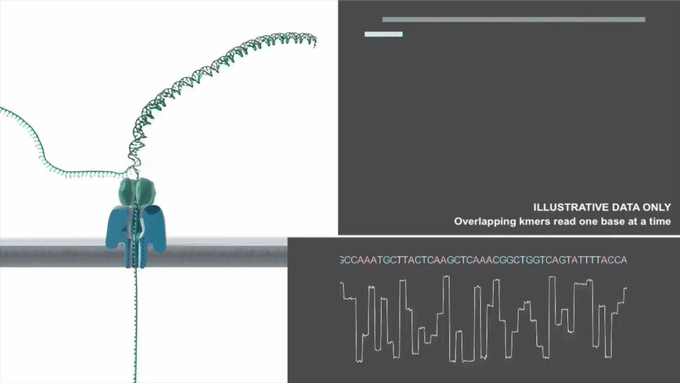 ILLUSTRATIVE DATA ONLY
Overlapping kmers read one base at a time
GCCAAATGCTTACTCAAGCTCAAACGGCTGGTCAGTATTTTACCA